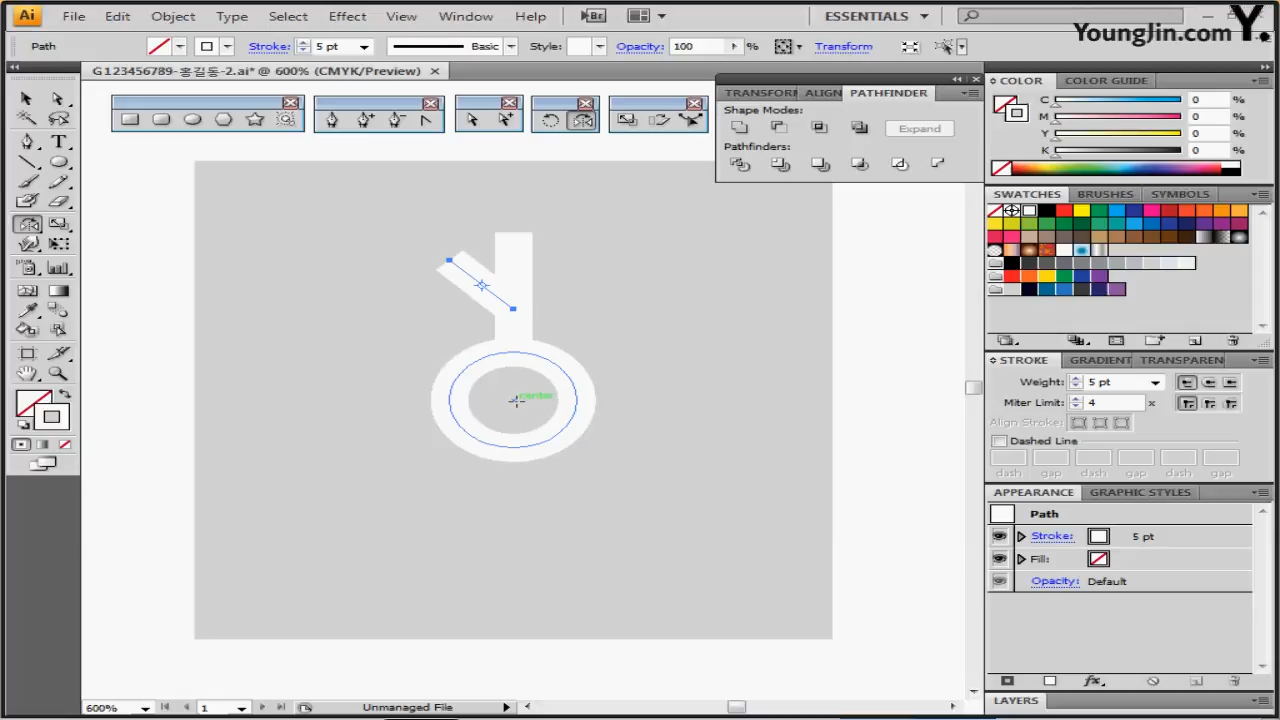 Ai File Edit Object Type Select Effect View Window Help Br ESSENTIALS
YoungJin.com Y.
Path Stroke: 5 pt Basic Style: Opacity: 100 % Transform
G123456789-홍길동-2.ai* @ 600% (CMYK/Preview)
TRANSFORM ALIGN PATHFINDER
Shape Modes:
Expand
Pathfinders:
COLOR COLOR GUIDE
C 0 %
M 0 %
Y 0 %
K 0 %
SWATCHES BRUSHES SYMBOLS
center
STROKE GRADIENT TRANSPAREN
Weight: 5 pt
Miter Limit: 4 x
Align Stroke:
Dashed Line
dash gap dash gap dash gap
APPEARANCE GRAPHIC STYLES
Path
Stroke: 5 pt
Fill:
Opacity: Default
fx
LAYERS
600% 1 Unmanaged File